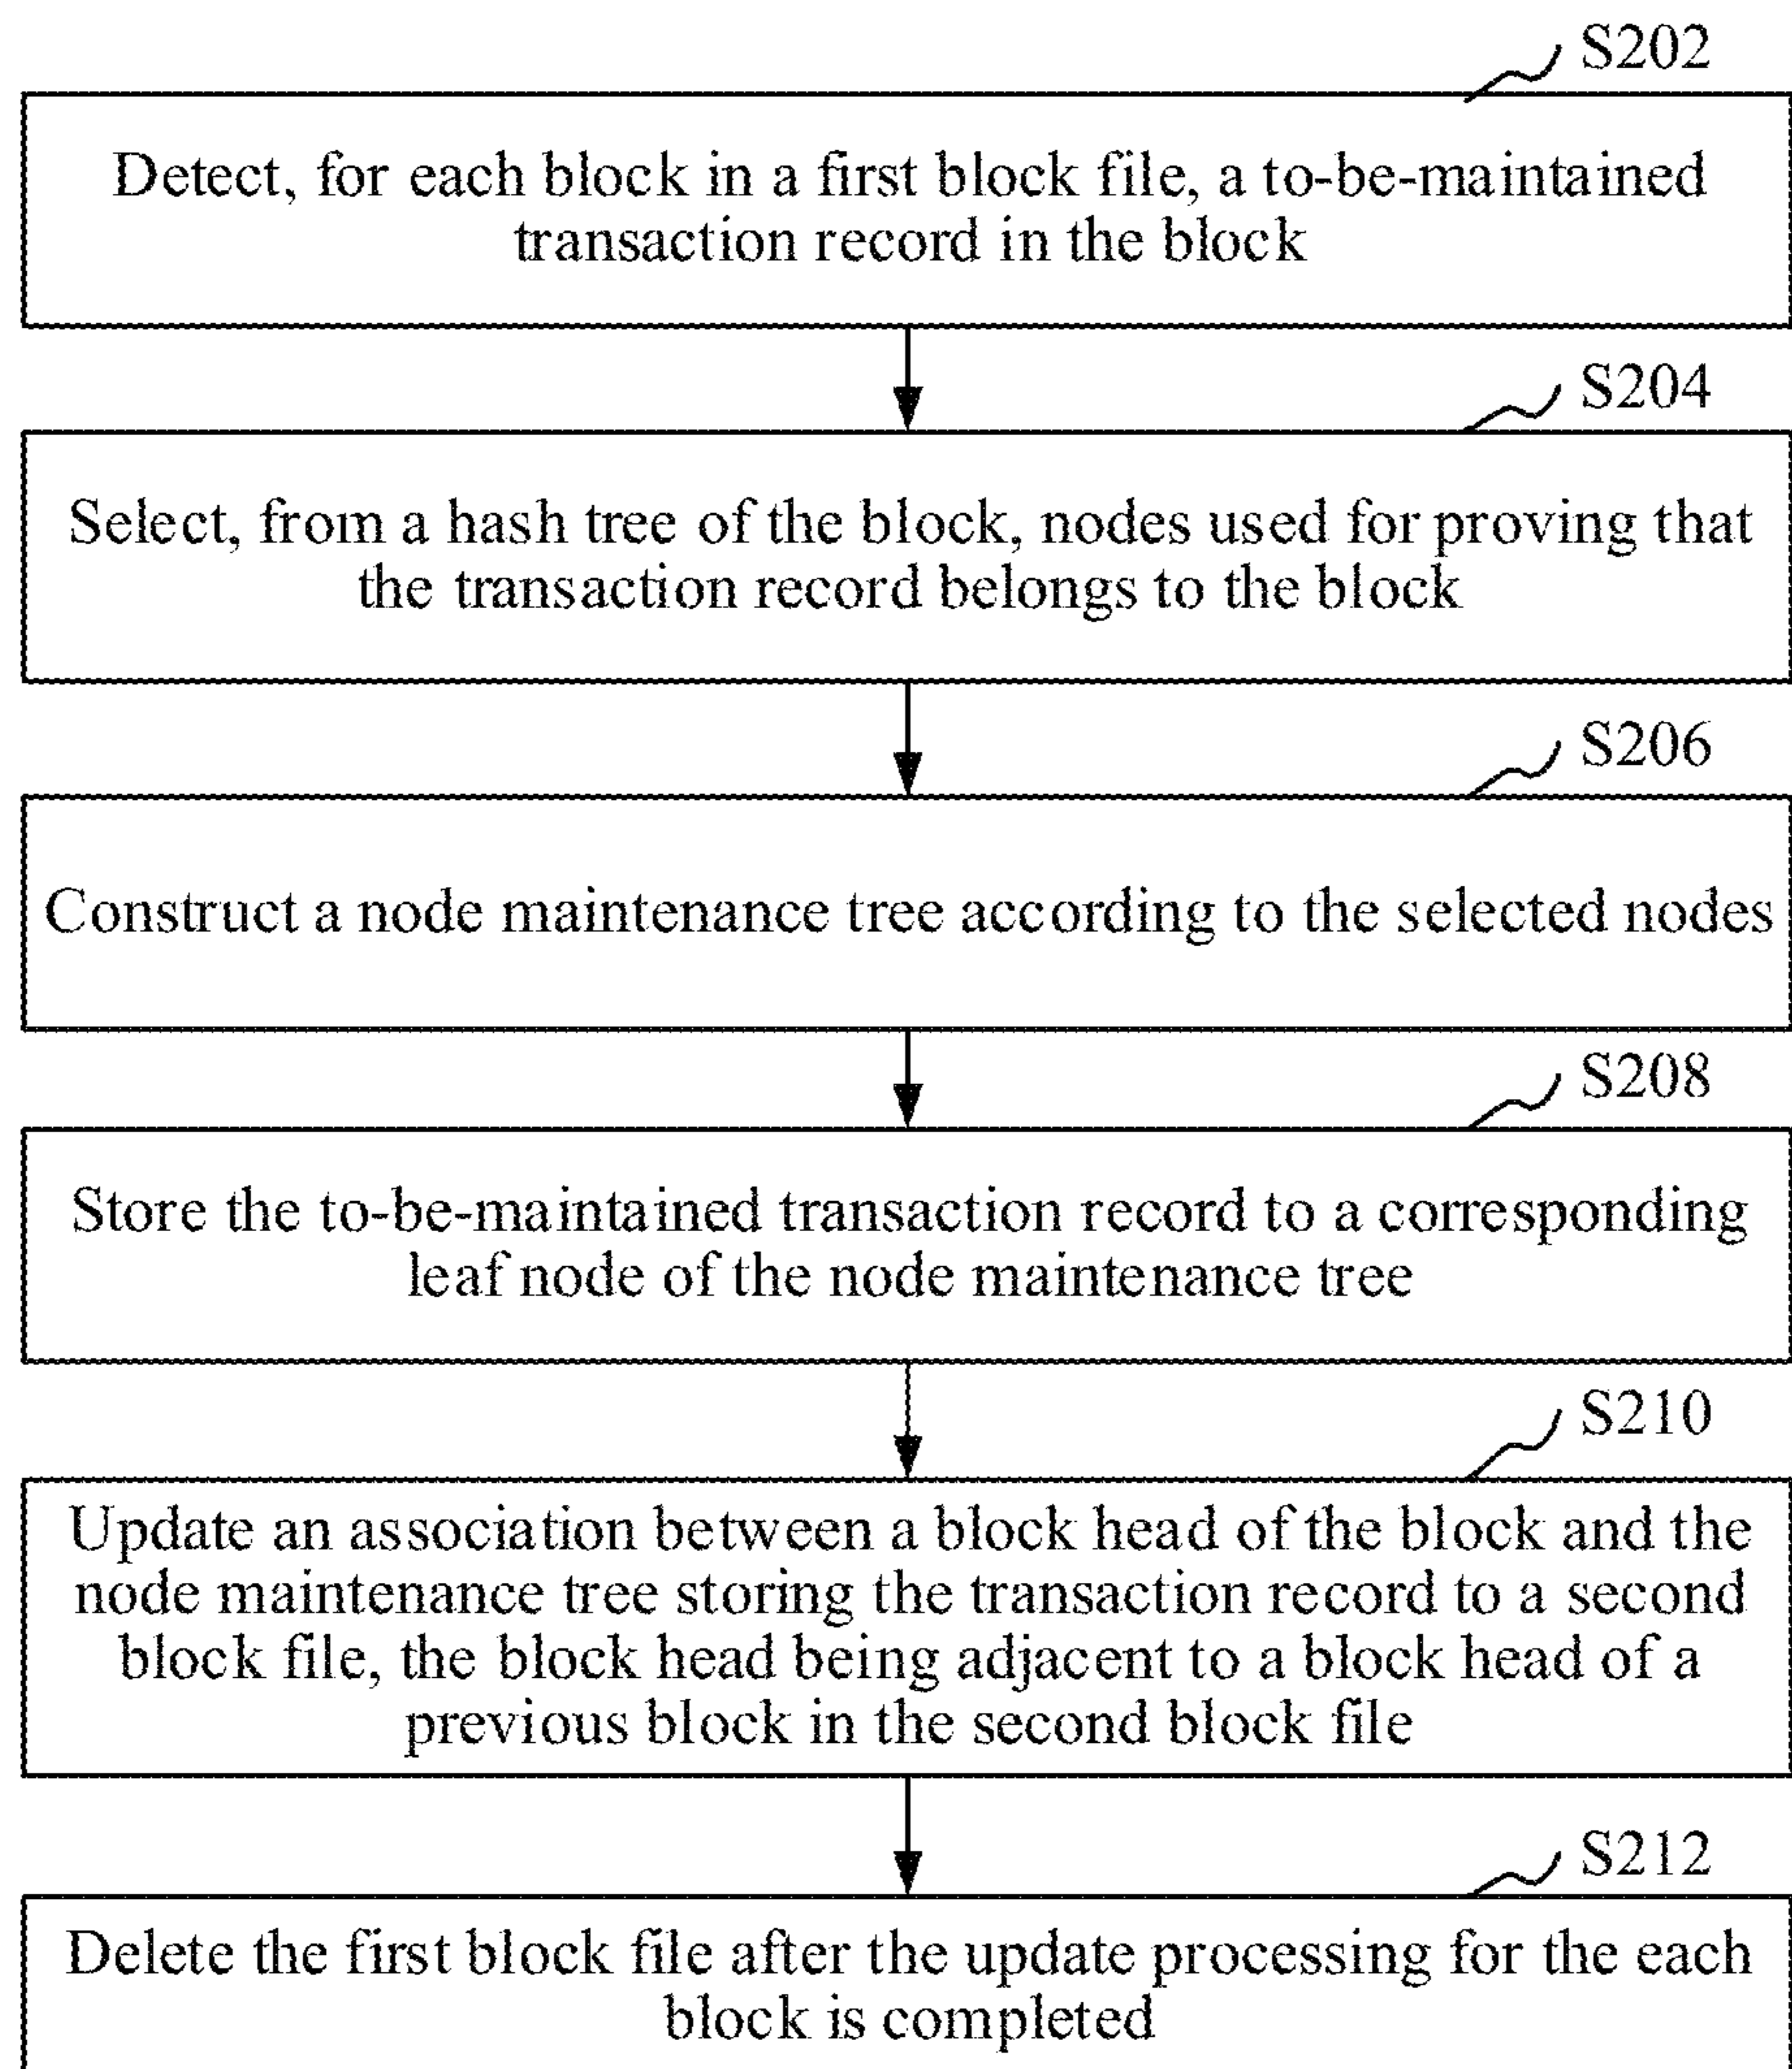 S202
Detect, for each block in a first block file, a to-be-maintained
transaction record in the block
S204
Select, from a hash tree of the block, nodes used for proving that
the transaction record belongs to the block
S206
Construct a node maintenance tree according to the selected nodes
S208
Store the to-be-maintained transaction record to a corresponding
leaf node of the node maintenance tree
S210
Update an association between a block head of the block and the
node maintenance tree storing the transaction record to a second
block file, the block head being adjacent to a block head of a
previous block in the second block file
S212
Delete the first block file after the update processing for the each
block is completed